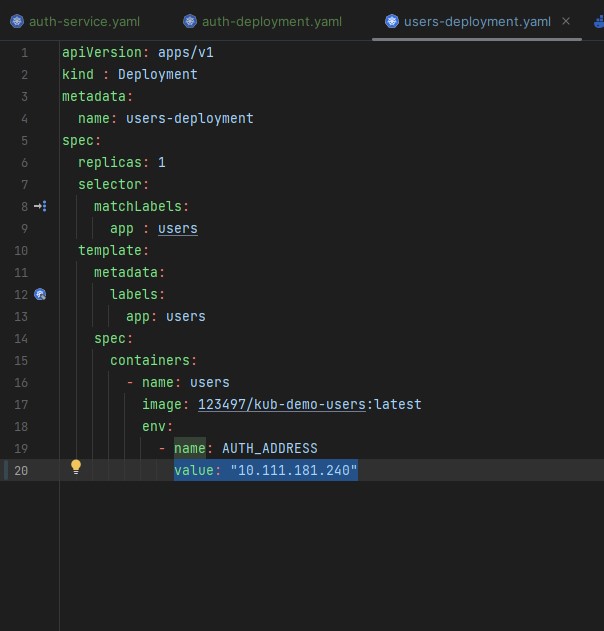 auth-service.yaml auth-deployment.yaml users-deployment.yaml ×
1 apiVersion: apps/v1
2 kind : Deployment
3 metadata:
4   name: users-deployment
5 spec:
6   replicas: 1
7   selector:
8     matchLabels:
9       app : users
10   template:
11     metadata:
12       labels:
13         app: users
14     spec:
15       containers:
16         - name: users
17           image: 123497/kub-demo-users:latest
18           env:
19             - name: AUTH_ADDRESS
20               value: "10.111.181.240"